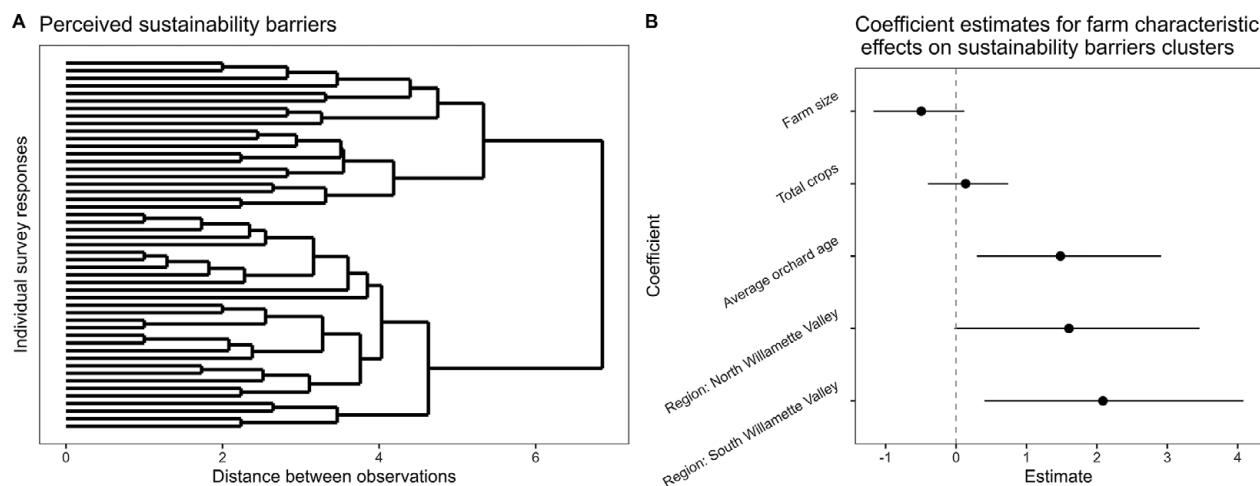 A Perceived sustainability barriers
Individual survey responses
0 2 4 6
Distance between observations
B Coefficient estimates for farm characteristic
effects on sustainability barriers clusters
Coefficient
Farm size
Total crops
Average orchard age
Region: North Willamette Valley
Region: South Willamette Valley
-1 0 1 2 3 4
Estimate